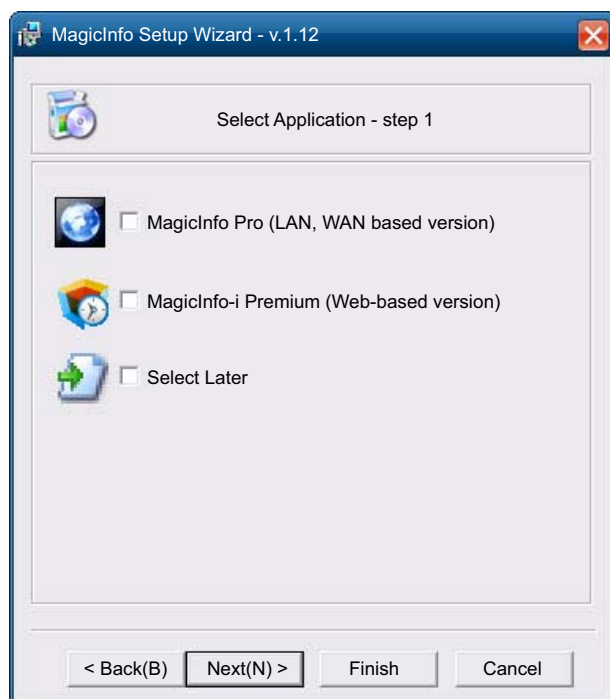 MagicInfo Setup Wizard - v.1.12
Select Application - step 1
MagicInfo Pro (LAN, WAN based version)
MagicInfo-i Premium (Web-based version)
Select Later
< Back(B) Next(N) > Finish Cancel